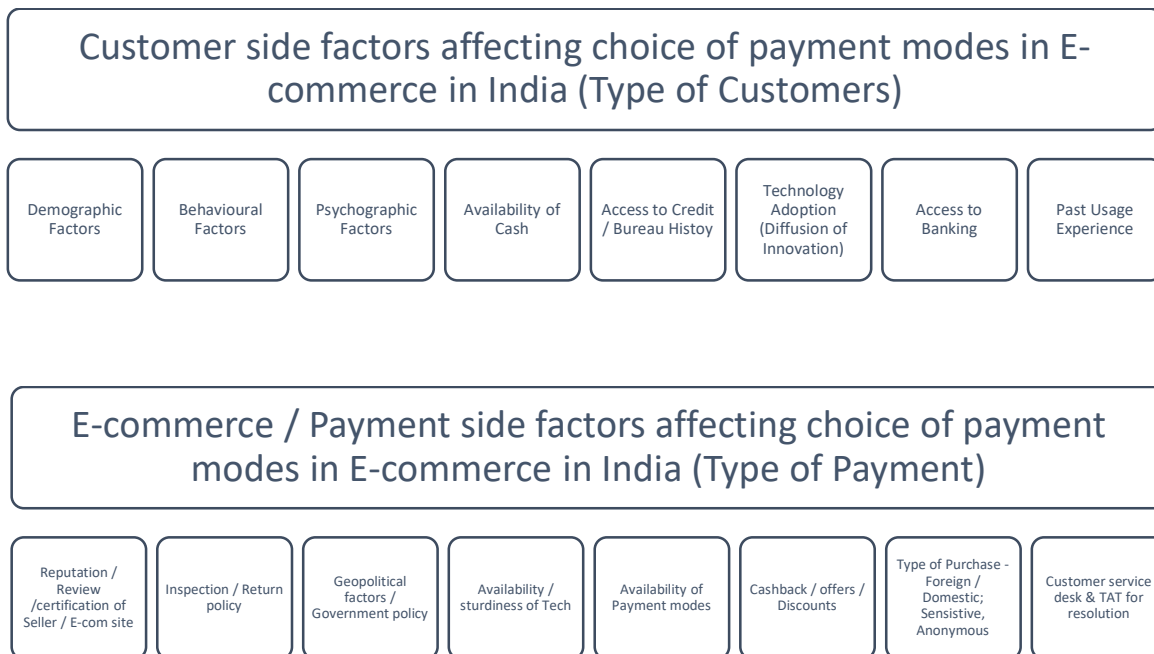 Customer side factors affecting choice of payment modes in E-
commerce in India (Type of Customers)
Demographic
Factors
Behavioural
Factors
Psychographic
Factors
Availability of
Cash
Access to Credit
/ Bureau Histoy
Technology
Adoption
(Diffusion of
Innovation)
Access to
Banking
Past Usage
Experience
E-commerce / Payment side factors affecting choice of payment
modes in E-commerce in India (Type of Payment)
Reputation /
Review
/certification of
Seller / E-com site
Inspection / Return
policy
Geopolitical
factors /
Government policy
Availability /
sturdiness of Tech
Availability of
Payment modes
Cashback / offers /
Discounts
Type of Purchase -
Foreign /
Domestic;
Sensistive,
Anonymous
Customer service
desk & TAT for
resolution